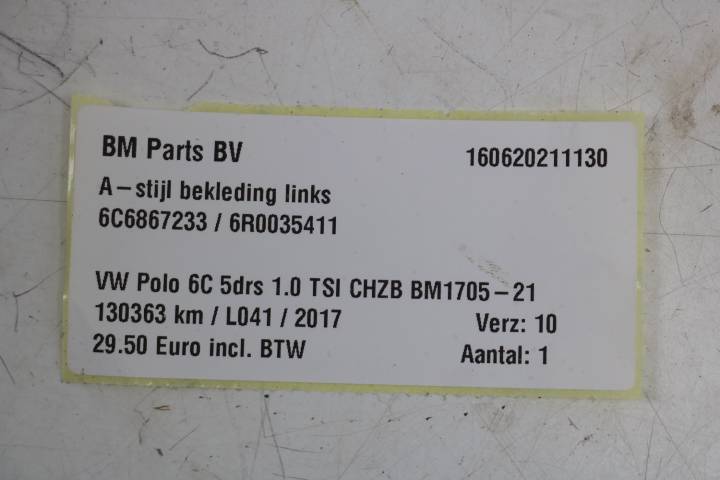 BM Parts BV 160620211130
A-stijl bekleding links
6C6867233 / 6R0035411
VW Polo 6C 5drs 1.0 TSI CHZB BM1705-21
130363 km / L041 / 2017 Verz: 10
29.50 Euro incl. BTW Aantal: 1